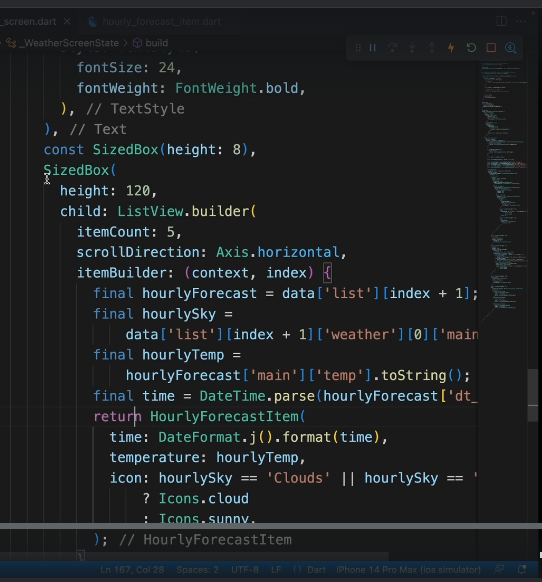 _screen.dart
hourly_forecast_item.dart
_WeatherScreenState > build
fontSize: 24,
fontWeight: FontWeight.bold,
), // TextStyle
), // Text
const SizedBox(height: 8),
SizedBox(
height: 120,
child: ListView.builder(
itemCount: 5,
scrollDirection: Axis.horizontal,
itemBuilder: (context, index) {
final hourlyForecast = data['list'][index + 1];
final hourlySky =
data['list'][index + 1]['weather'][0]['main
final hourlyTemp =
hourlyForecast['main']['temp'].toString();
final time = DateTime.parse(hourlyForecast['dt_
return HourlyForecastItem(
time: DateFormat.j().format(time),
temperature: hourlyTemp,
icon: hourlySky == 'Clouds' || hourlySky == '
? Icons.cloud
: Icons.sunny,
); // HourlyForecastItem
}
Ln 167, Col 28 Spaces: 2 UTF-8 LF { } Dart iPhone 14 Pro Max (ios simulator)